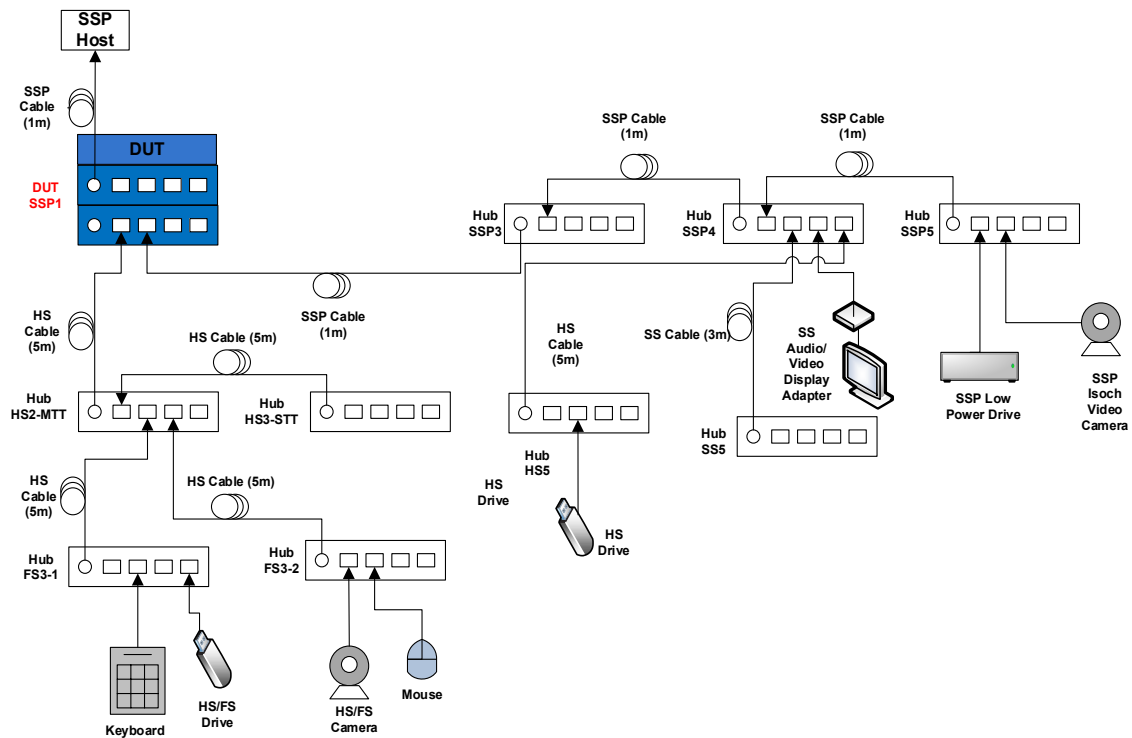 SSP
Host
SSP
Cable
(1m)
DUT
DUT
SSP1
SSP Cable
(1m)
SSP Cable
(1m)
Hub
SSP3
Hub
SSP4
Hub
SSP5
HS
Cable
(5m)
SSP Cable
(1m)
HS Cable (5m)
HS
Cable
(5m)
SS Cable (3m)
SS
Audio/
Video
Display
Adapter
SSP Low
Power Drive
SSP
Isoch
Video
Camera
Hub
HS2-MTT
Hub
HS3-STT
Hub
HS5
Hub
SS5
HS
Cable
(5m)
HS Cable (5m)
HS
Drive
HS
Drive
Hub
FS3-1
Hub
FS3-2
Keyboard
HS/FS
Drive
HS/FS
Camera
Mouse